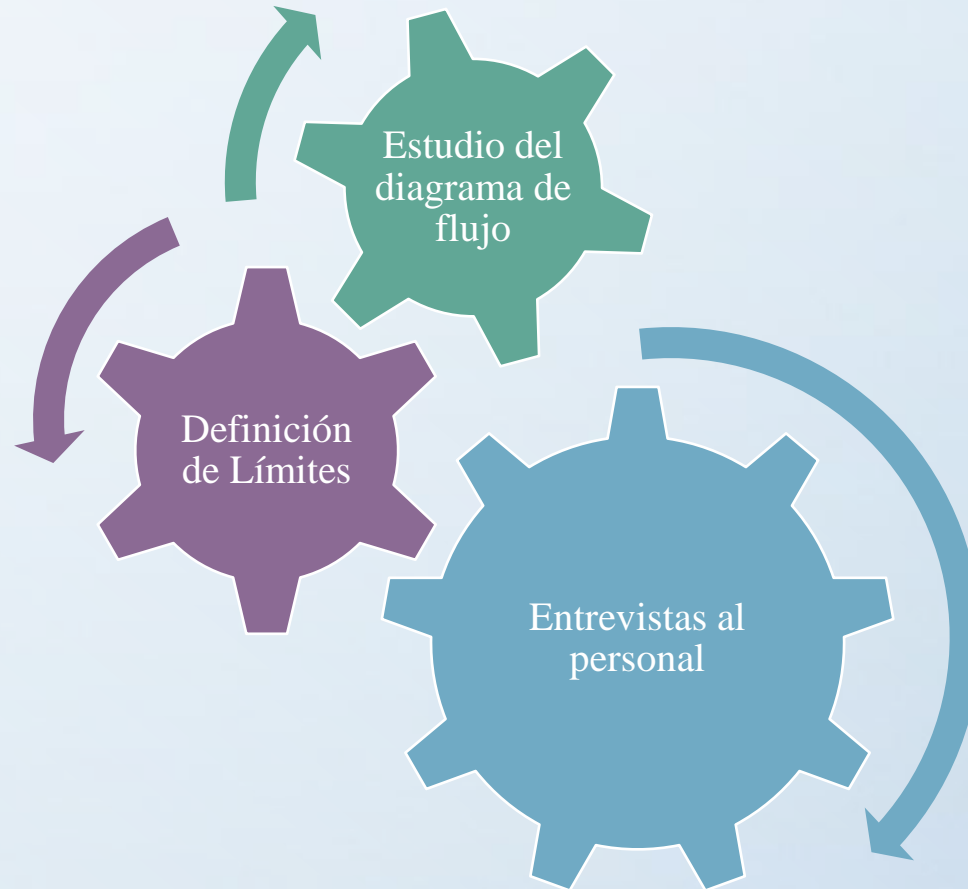 Estudio del
diagrama de
flujo
Definición
de Límites
Entrevistas al
personal